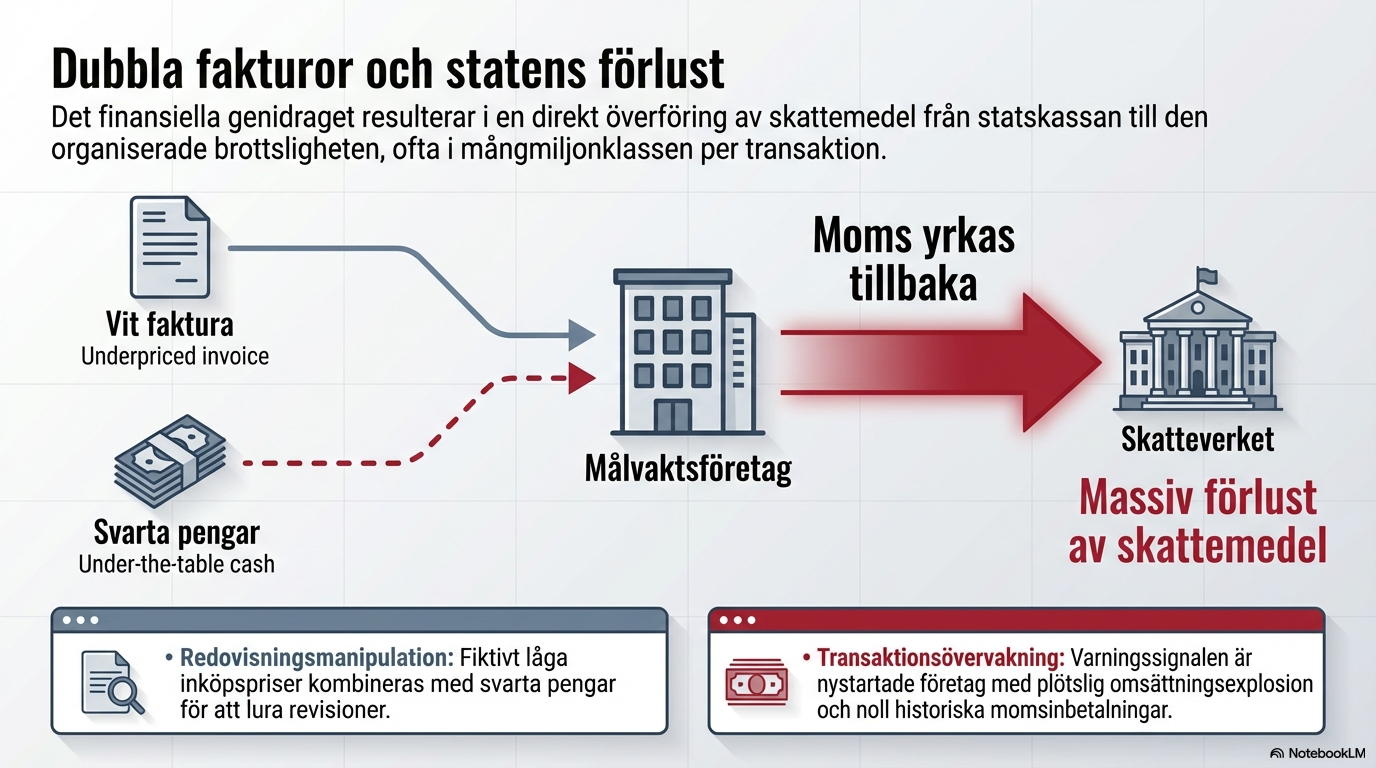 Dubbla fakturor och statens förlust
Det finansiella genidraget resulterar i en direkt överföring av skattemedel från statskassan till den
organiserade brottsligheten, ofta i mångmiljonklassen per transaktion.
Vit faktura
Underpriced invoice
Svarta pengar
Under-the-table cash
Målvaktsföretag
Moms yrkas
tillbaka
Skatteverket
Massiv förlust
av skattemedel
• Redovisningsmanipulation: Fiktivt låga
inköpspriser kombineras med svarta pengar
för att lura revisioner.
• Transaktionsövervakning: Varningssignalen är
nystartade företag med plötslig omsättningsexplosion
och noll historiska momsinbetalningar.
NotebookLM